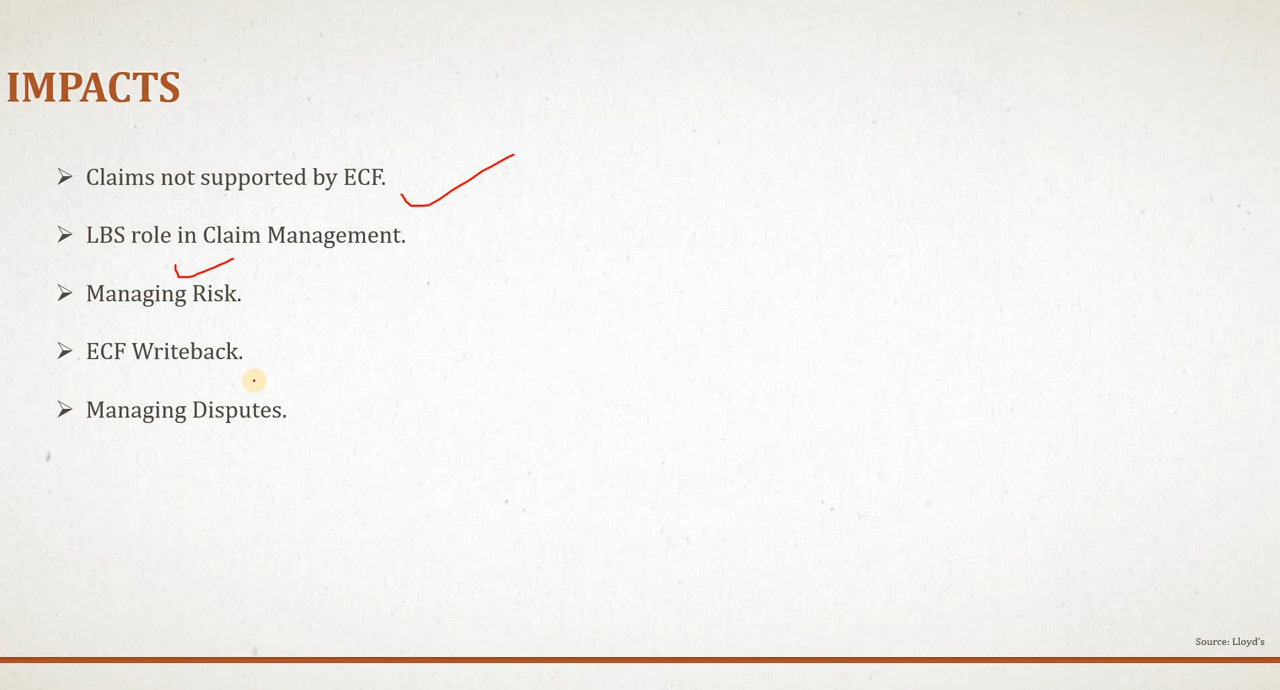 IMPACTS
Claims not supported by ECF.
LBS role in Claim Management.
Managing Risk.
ECF Writeback.
Managing Disputes.
Source: Lloyd's